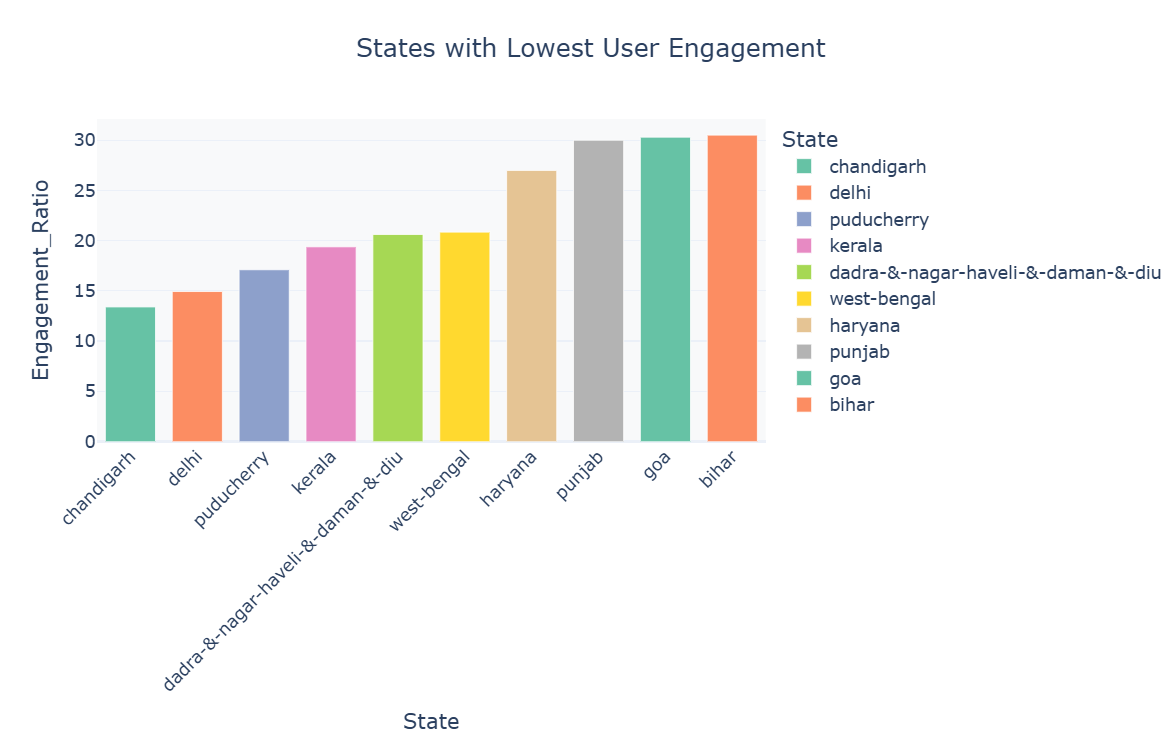 States with Lowest User Engagement
Engagement_Ratio
30
25
20
15
10
5
0
chandigarh
delhi
puducherry
kerala
dadra-&-nagar-haveli-&-daman-&-diu
west-bengal
haryana
punjab
goa
bihar
State
State
chandigarh
delhi
puducherry
kerala
dadra-&-nagar-haveli-&-daman-&-diu
west-bengal
haryana
punjab
goa
bihar